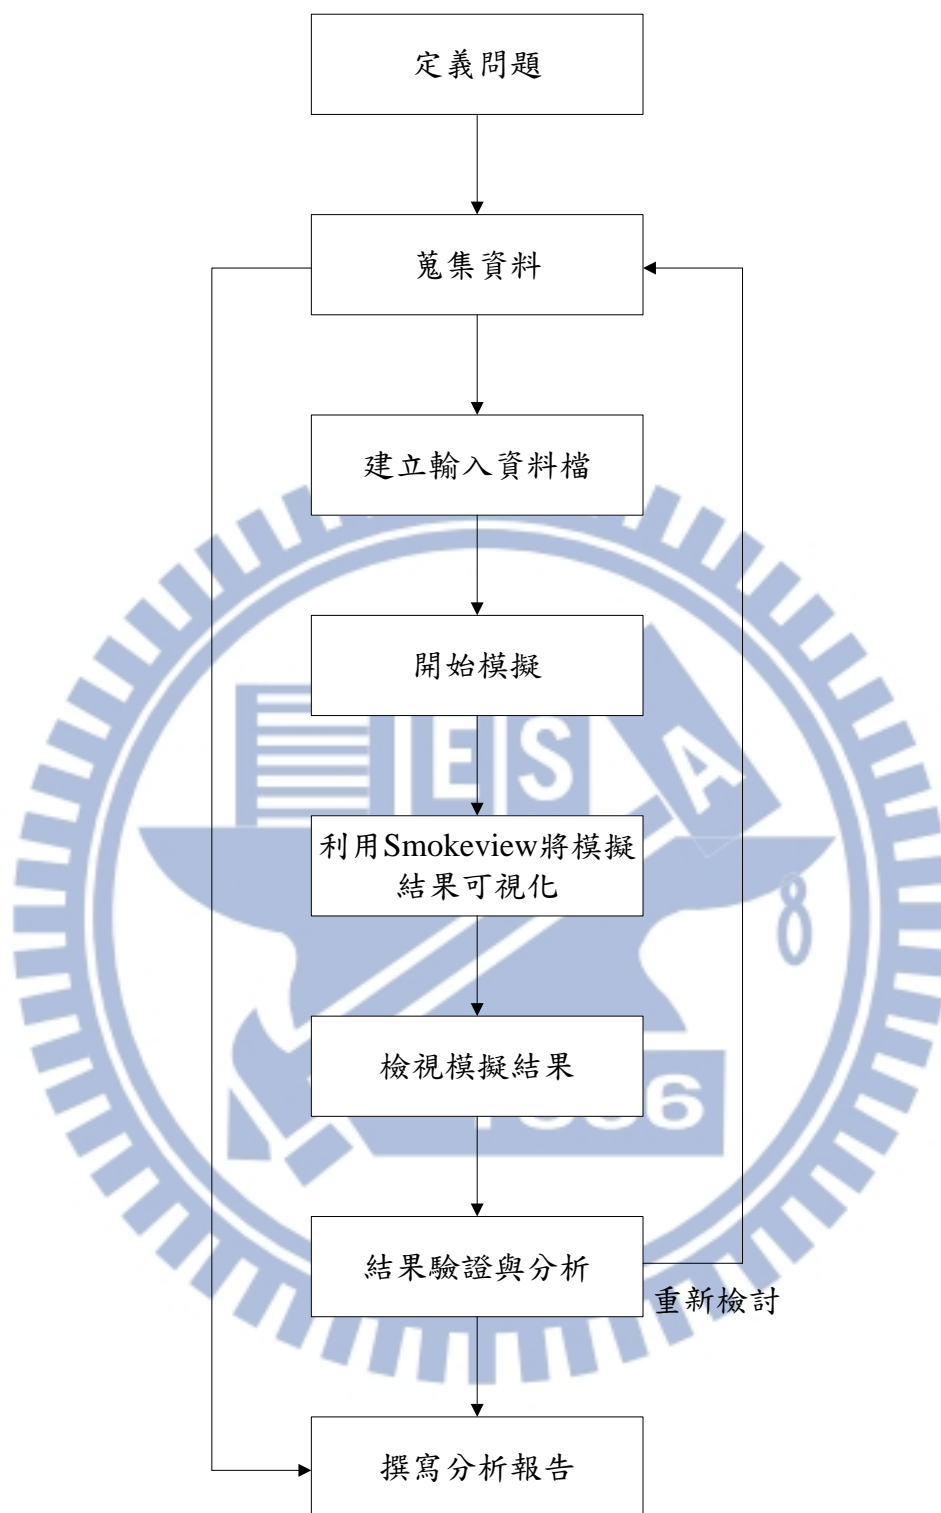 定義問題
蒐集資料
建立輸入資料檔
開始模擬
E S A
利用Smokeview將模擬
結果可視化
8
檢視模擬結果
結果驗證與分析
重新檢討
撰寫分析報告